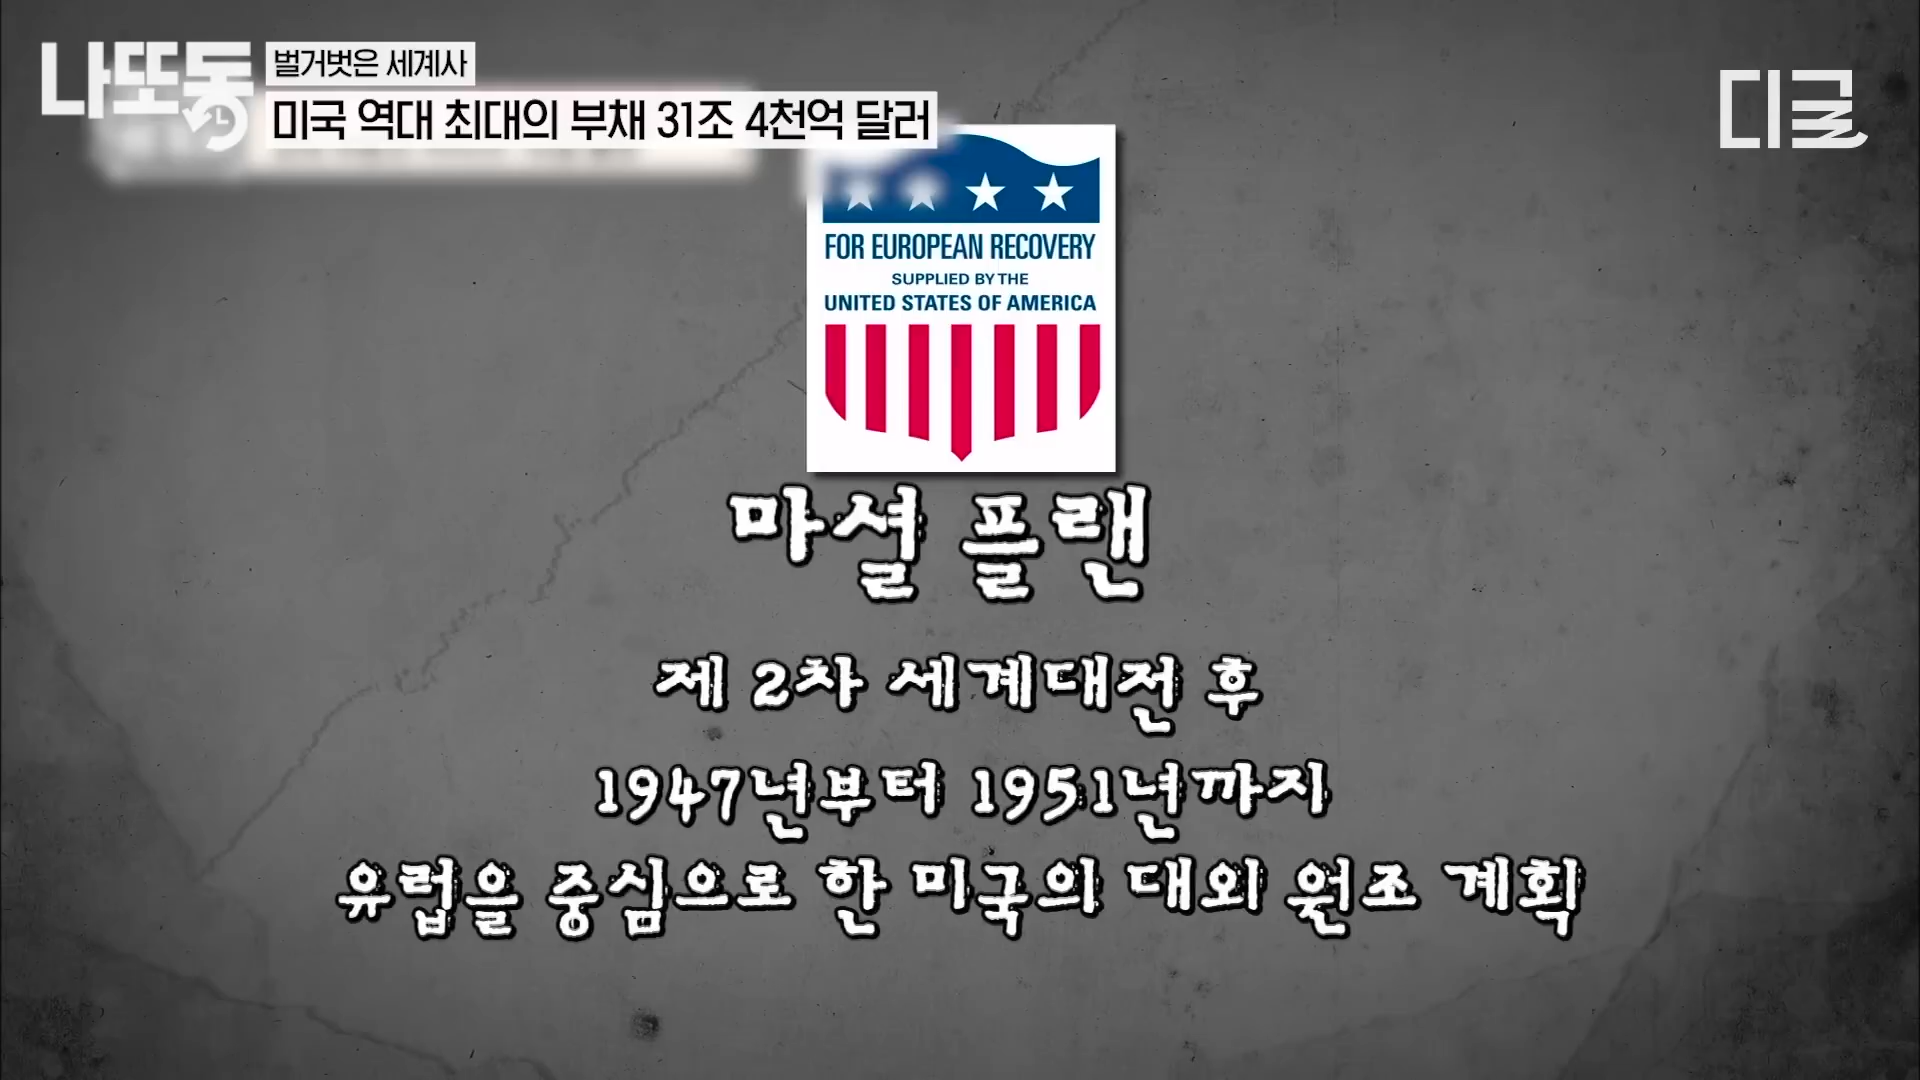 나또동
벌거벗은 세계사
미국 역대 최대의 부채 31조 4천억 달러
디글
FOR EUROPEAN RECOVERY
SUPPLIED BY THE
UNITED STATES OF AMERICA
마셜 플랜
제 2차 세계대전 후
1947년부터 1951년까지
유럽을 중심으로 한 미국의 대외 원조 계획